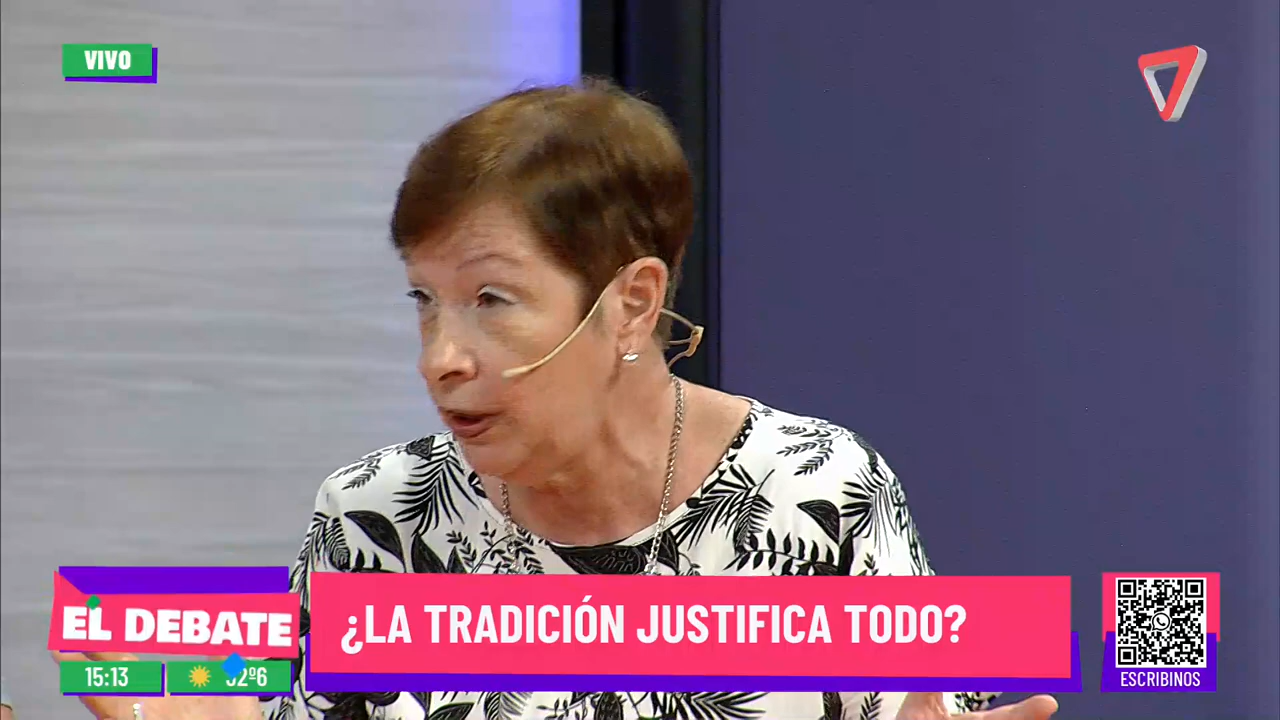 VIVO
¿LA TRADICIÓN JUSTIFICA TODO?
EL DEBATE
15:13
ESCRIBINOS